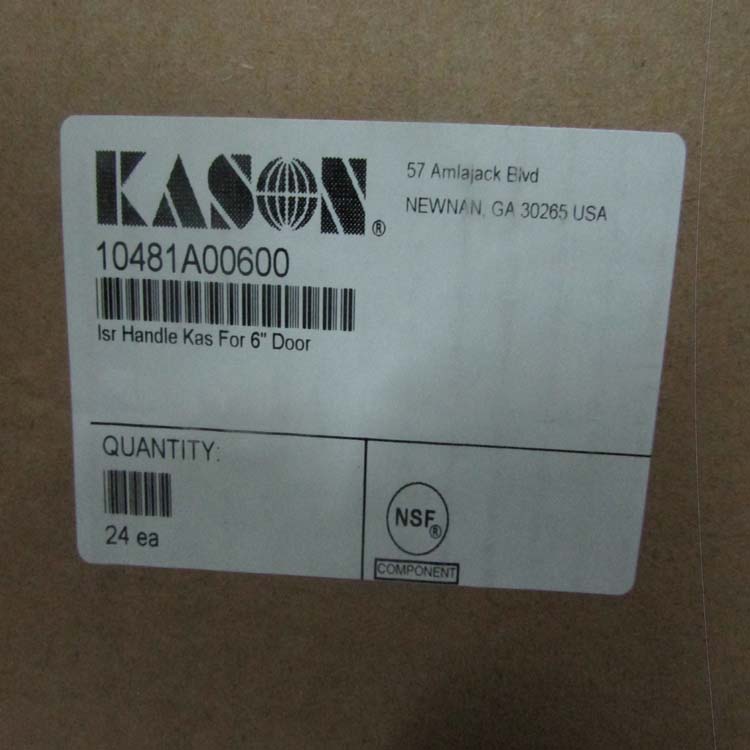 KASON®
57 Amlajack Blvd
NEWNAN, GA 30265 USA
10481A00600
Isr Handle Kas For 6" Door
QUANTITY:
24 ea
NSF®
COMPONENT